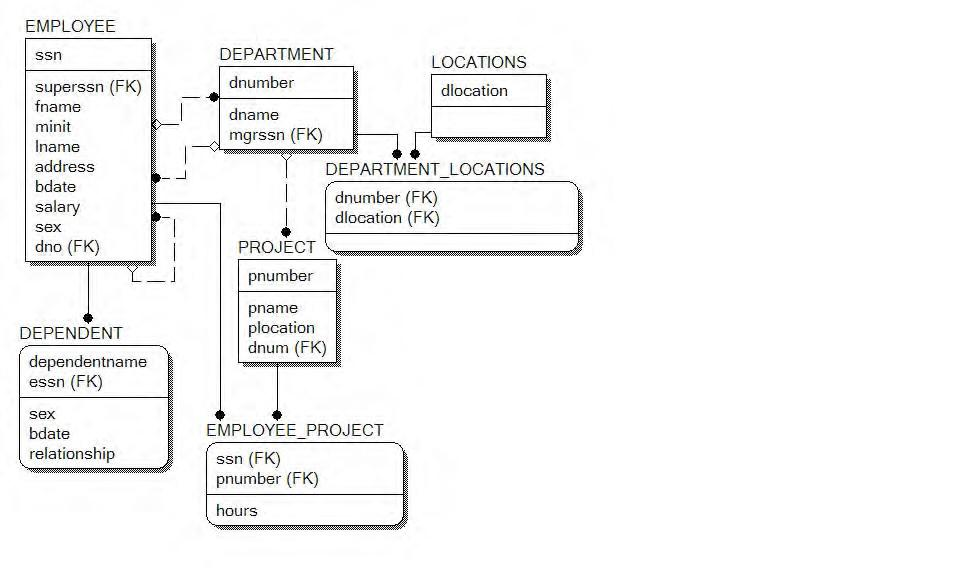 EMPLOYEE
ssn
superssn (FK)
fname
minit
lname
address
bdate
salary
sex
dno (FK)
DEPARTMENT
dnumber
dname
mgrssn (FK)
LOCATIONS
dlocation
DEPARTMENT_LOCATIONS
dnumber (FK)
dlocation (FK)
PROJECT
pnumber
pname
plocation
dnum (FK)
DEPENDENT
dependentname
essn (FK)
sex
bdate
relationship
EMPLOYEE_PROJECT
ssn (FK)
pnumber (FK)
hours